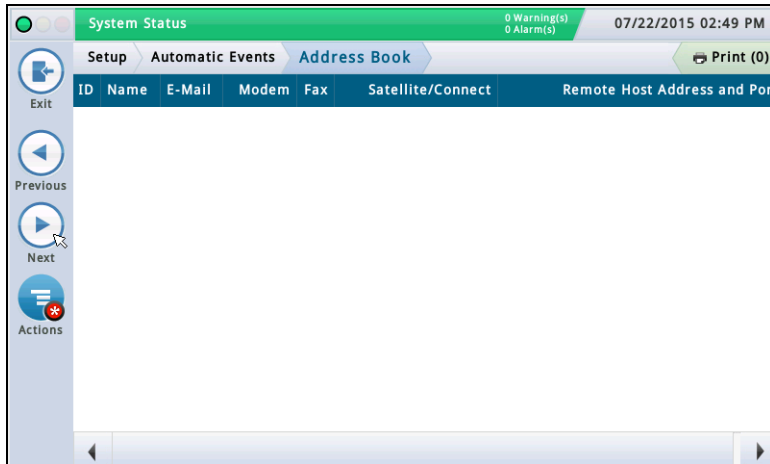 System Status
0 Warning(s)
0 Alarm(s)
07/22/2015 02:49 PM
Exit
Setup Automatic Events Address Book Print (0)
ID Name E-Mail Modem Fax Satellite/Connect Remote Host Address and Por
Previous
Next
Actions